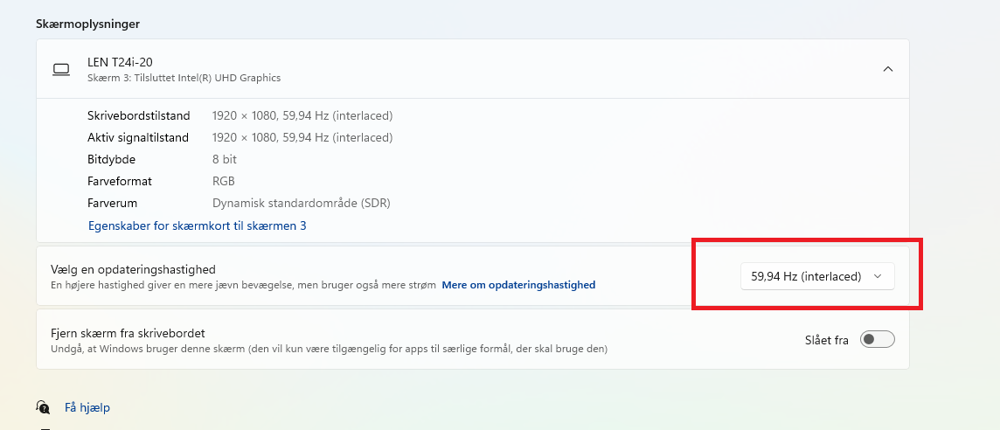 Skærmoplysninger
LEN T24i-20
Skærm 3: Tilsluttet Intel(R) UHD Graphics
Skrivebordstilstand 1920 × 1080, 59,94 Hz (interlaced)
Aktiv signaltilstand 1920 × 1080, 59,94 Hz (interlaced)
Bitdybde 8 bit
Farveformat RGB
Farverum Dynamisk standardområde (SDR)
Egenskaber for skærmkort til skærmen 3
Vælg en opdateringshastighed
En højere hastighed giver en mere jævn bevægelse, men bruger også mere strøm Mere om opdateringshastighed
59,94 Hz (interlaced)
Fjern skærm fra skrivebordet
Undgå, at Windows bruger denne skærm (den vil kun være tilgængelig for apps til særlige formål, der skal bruge den)
Slået fra
Få hjælp